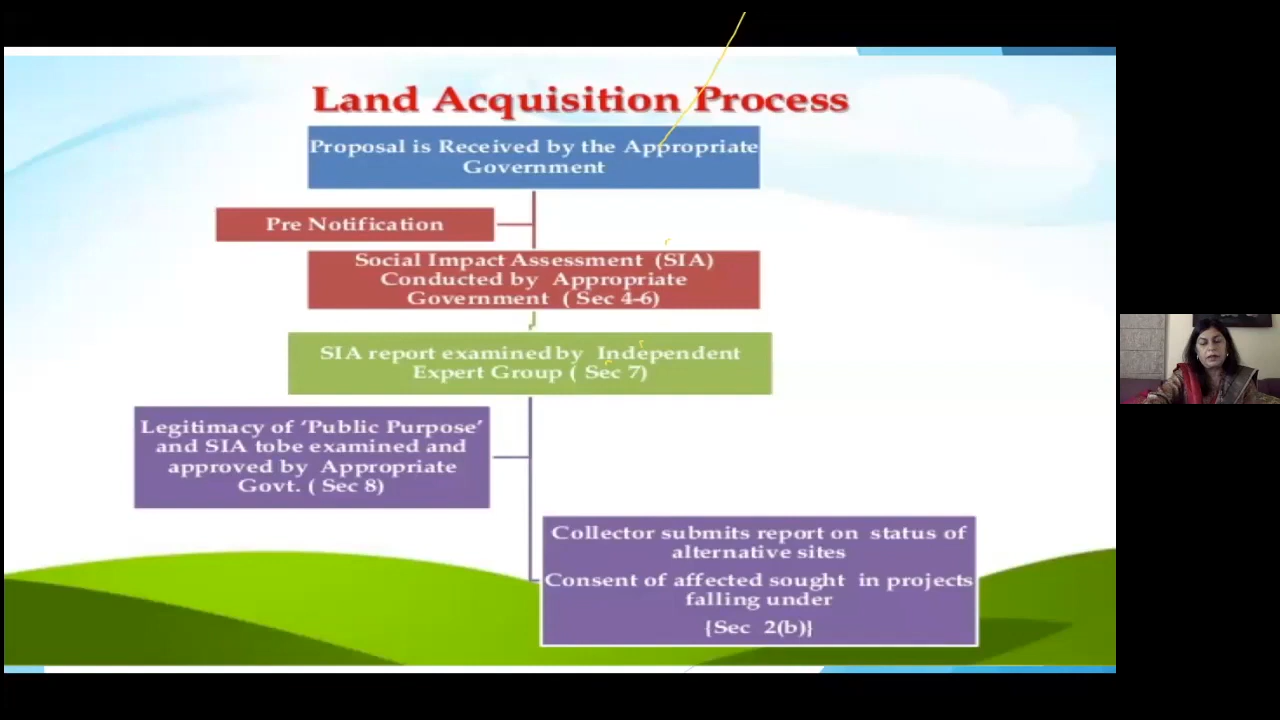 Land Acquisition Process
Proposal is Received by the Appropriate
Government
Pre Notification
Social Impact Assessment (SIA)
Conducted by Appropriate
Government ( Sec 4-6)
SIA report examined by Independent
Expert Group ( Sec 7)
Legitimacy of ‘Public Purpose’
and SIA tobe examined and
approved by Appropriate
Govt. ( Sec 8)
Collector submits report on status of
alternative sites
Consent of affected sought in projects
falling under
{Sec 2(b)}